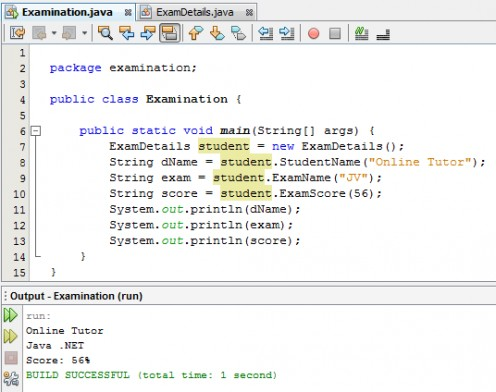 Examination.java ExamDetails.java
1
2 package examination;
3
4 public class Examination {
5
6 public static void main(String[] args) {
7 ExamDetails student = new ExamDetails();
8 String dName = student.StudentName("Online Tutor");
9 String exam = student.ExamName("JV");
10 String score = student.ExamScore(56);
11 System.out.println(dName);
12 System.out.println(exam);
13 System.out.println(score);
14 }
15 }
Output - Examination (run)
run:
Online Tutor
Java .NET
Score: 56%
BUILD SUCCESSFUL (total time: 1 second)